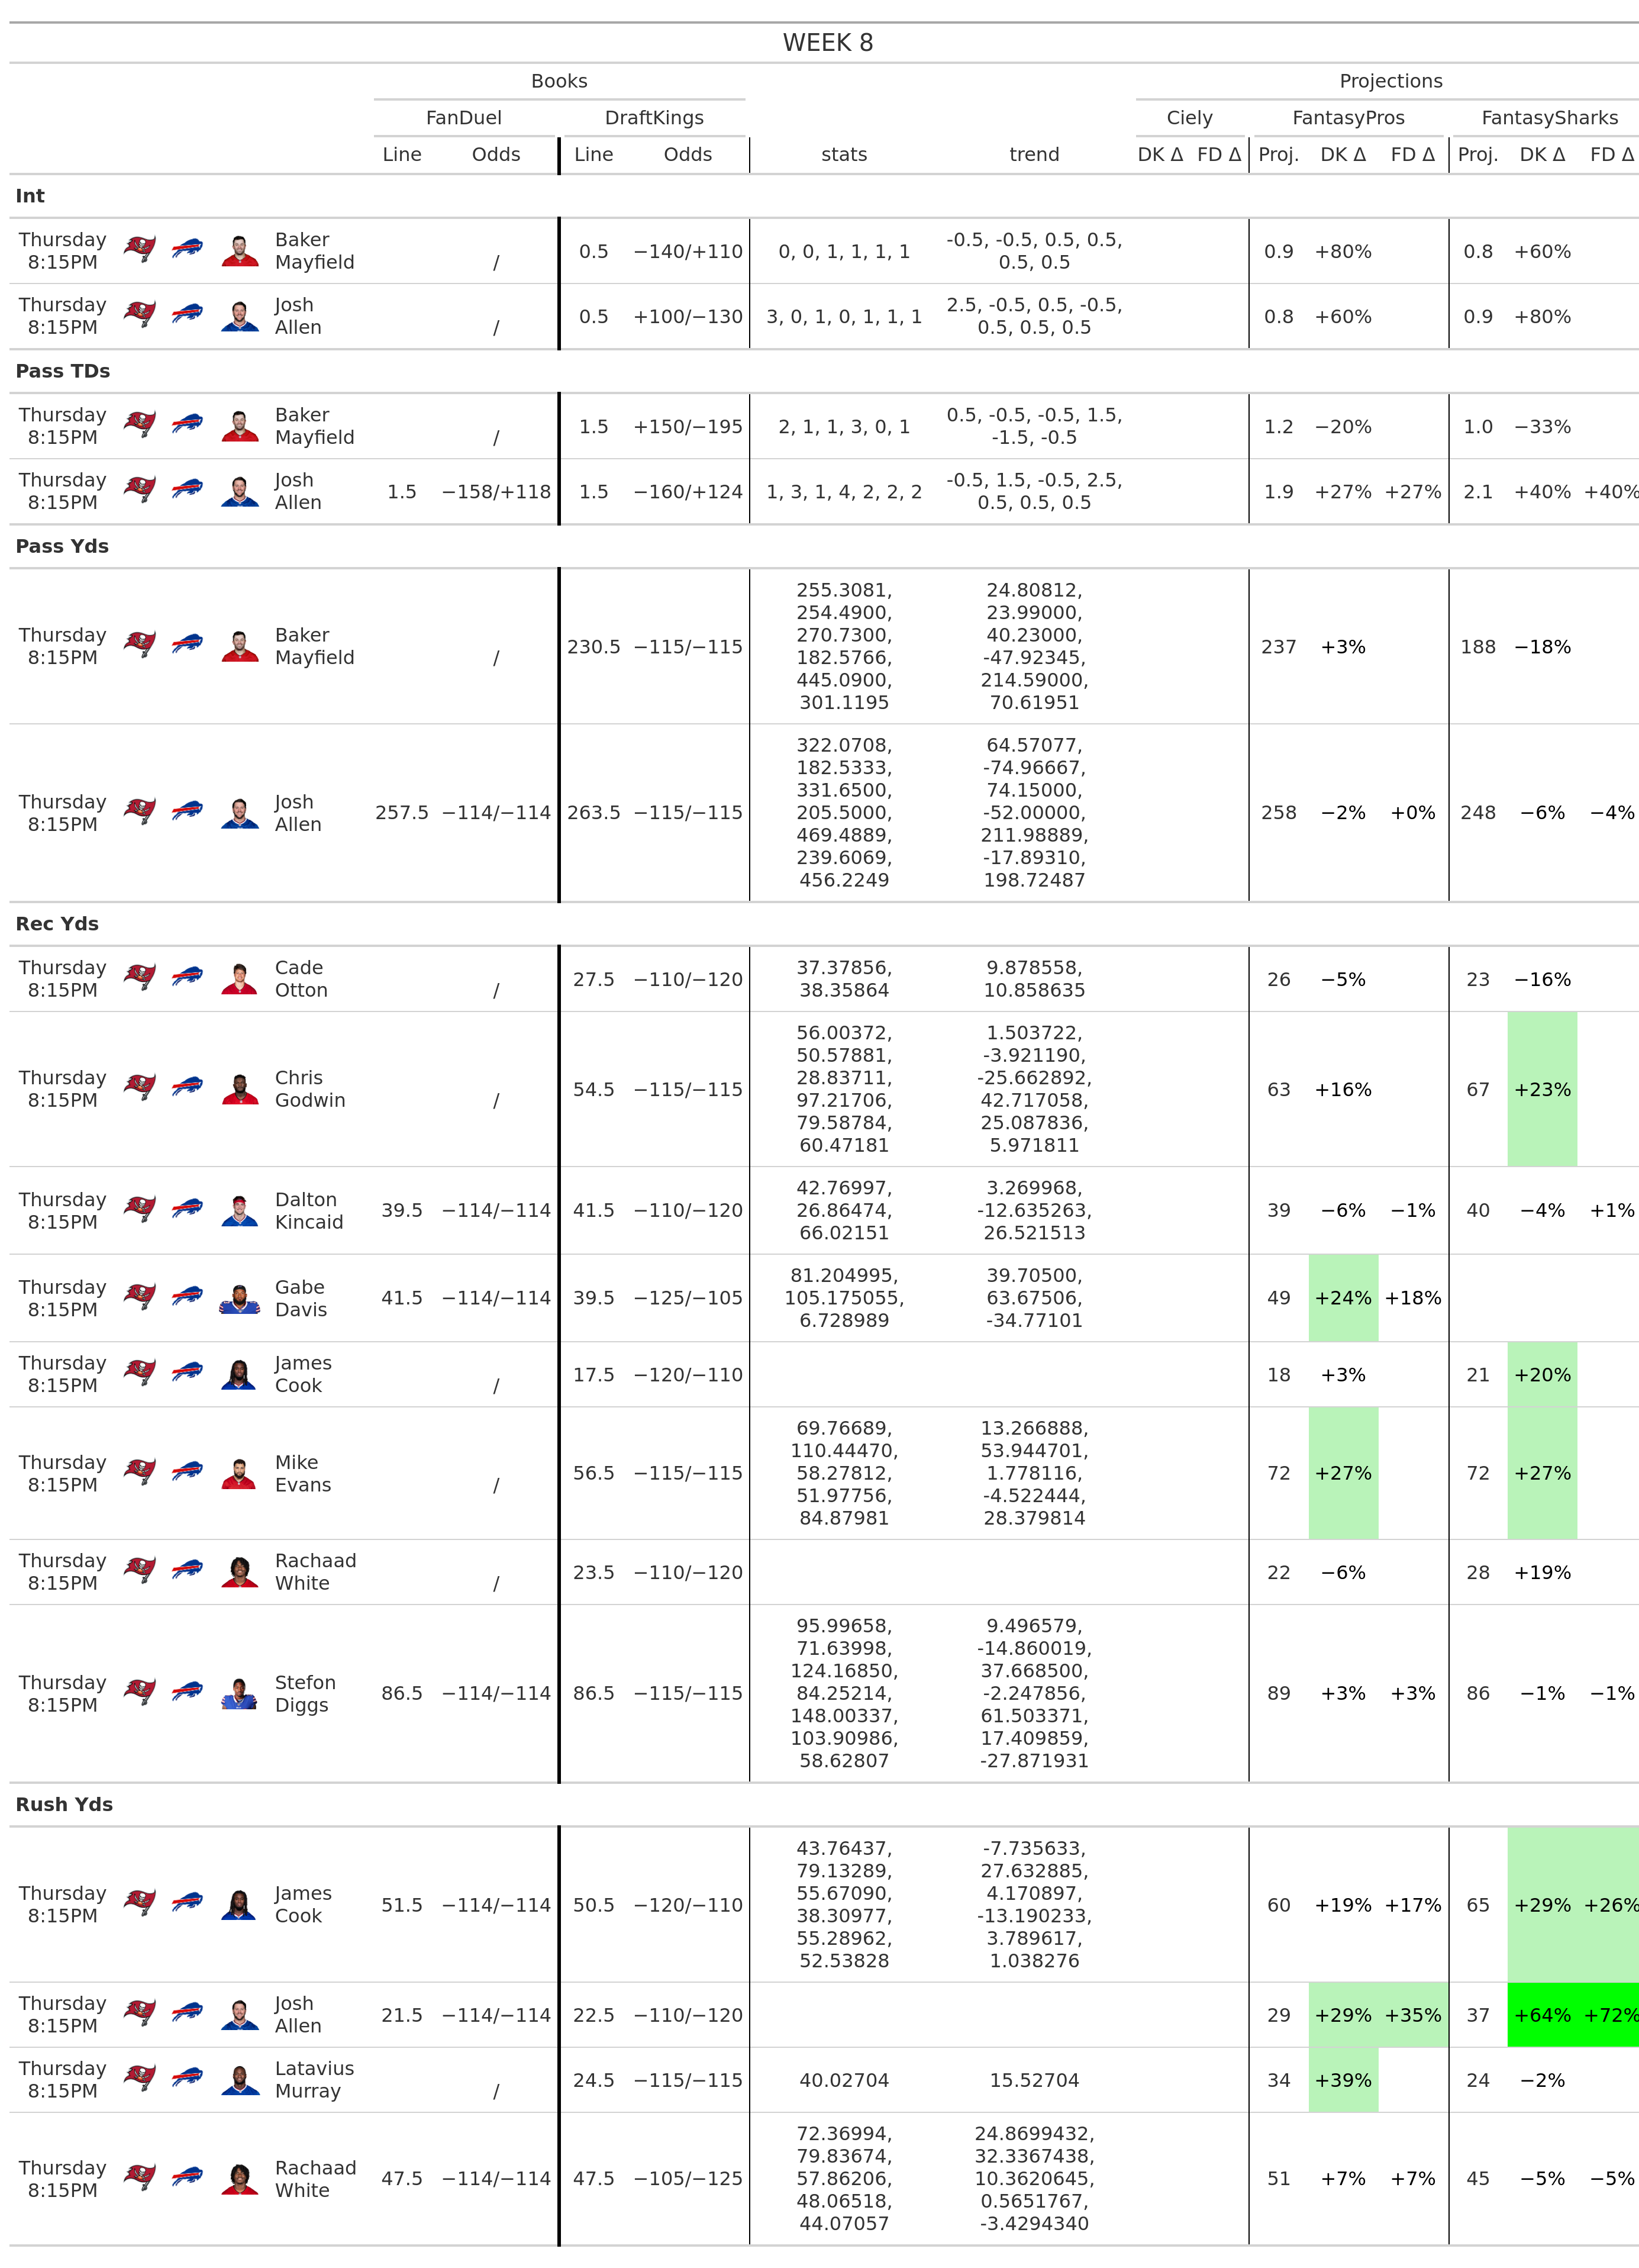 WEEK 8
Books Projections
FanDuel DraftKings Ciely FantasyPros FantasySharks
Line Odds Line Odds stats trend DK Δ FD Δ Proj. DK Δ FD Δ Proj. DK Δ FD Δ
Int
Thursday 8:15PM Baker Mayfield / 0.5 −140/+110 0, 0, 1, 1, 1, 1 -0.5, -0.5, 0.5, 0.5, 0.5, 0.5 0.9 +80% 0.8 +60%
Thursday 8:15PM Josh Allen / 0.5 +100/−130 3, 0, 1, 0, 1, 1, 1 2.5, -0.5, 0.5, -0.5, 0.5, 0.5, 0.5 0.8 +60% 0.9 +80%
Pass TDs
Thursday 8:15PM Baker Mayfield / 1.5 +150/−195 2, 1, 1, 3, 0, 1 0.5, -0.5, -0.5, 1.5, -1.5, -0.5 1.2 −20% 1.0 −33%
Thursday 8:15PM Josh Allen 1.5 −158/+118 1.5 −160/+124 1, 3, 1, 4, 2, 2, 2 -0.5, 1.5, -0.5, 2.5, 0.5, 0.5, 0.5 1.9 +27% +27% 2.1 +40% +40%
Pass Yds
Thursday 8:15PM Baker Mayfield / 230.5 −115/−115 255.3081, 254.4900, 270.7300, 182.5766, 445.0900, 301.1195 24.80812, 23.99000, 40.23000, -47.92345, 214.59000, 70.61951 237 +3% 188 −18%
Thursday 8:15PM Josh Allen 257.5 −114/−114 263.5 −115/−115 322.0708, 182.5333, 331.6500, 205.5000, 469.4889, 239.6069, 456.2249 64.57077, -74.96667, 74.15000, -52.00000, 211.98889, -17.89310, 198.72487 258 −2% +0% 248 −6% −4%
Rec Yds
Thursday 8:15PM Cade Otton / 27.5 −110/−120 37.37856, 38.35864 9.878558, 10.858635 26 −5% 23 −16%
Thursday 8:15PM Chris Godwin / 54.5 −115/−115 56.00372, 50.57881, 28.83711, 97.21706, 79.58784, 60.47181 1.503722, -3.921190, -25.662892, 42.717058, 25.087836, 5.971811 63 +16% 67 +23%
Thursday 8:15PM Dalton Kincaid 39.5 −114/−114 41.5 −110/−120 42.76997, 26.86474, 66.02151 3.269968, -12.635263, 26.521513 39 −6% −1% 40 −4% +1%
Thursday 8:15PM Gabe Davis 41.5 −114/−114 39.5 −125/−105 81.204995, 105.175055, 6.728989 39.70500, 63.67506, -34.77101 49 +24% +18%
Thursday 8:15PM James Cook / 17.5 −120/−110 18 +3% 21 +20%
Thursday 8:15PM Mike Evans / 56.5 −115/−115 69.76689, 110.44470, 58.27812, 51.97756, 84.87981 13.266888, 53.944701, 1.778116, -4.522444, 28.379814 72 +27% 72 +27%
Thursday 8:15PM Rachaad White / 23.5 −110/−120 22 −6% 28 +19%
Thursday 8:15PM Stefon Diggs 86.5 −114/−114 86.5 −115/−115 95.99658, 71.63998, 124.16850, 84.25214, 148.00337, 103.90986, 58.62807 9.496579, -14.860019, 37.668500, -2.247856, 61.503371, 17.409859, -27.871931 89 +3% +3% 86 −1% −1%
Rush Yds
Thursday 8:15PM James Cook 51.5 −114/−114 50.5 −120/−110 43.76437, 79.13289, 55.67090, 38.30977, 55.28962, 52.53828 -7.735633, 27.632885, 4.170897, -13.190233, 3.789617, 1.038276 60 +19% +17% 65 +29% +26%
Thursday 8:15PM Josh Allen 21.5 −114/−114 22.5 −110/−120 29 +29% +35% 37 +64% +72%
Thursday 8:15PM Latavius Murray / 24.5 −115/−115 40.02704 15.52704 34 +39% 24 −2%
Thursday 8:15PM Rachaad White 47.5 −114/−114 47.5 −105/−125 72.36994, 79.83674, 57.86206, 48.06518, 44.07057 24.8699432, 32.3367438, 10.3620645, 0.5651767, -3.4294340 51 +7% +7% 45 −5% −5%